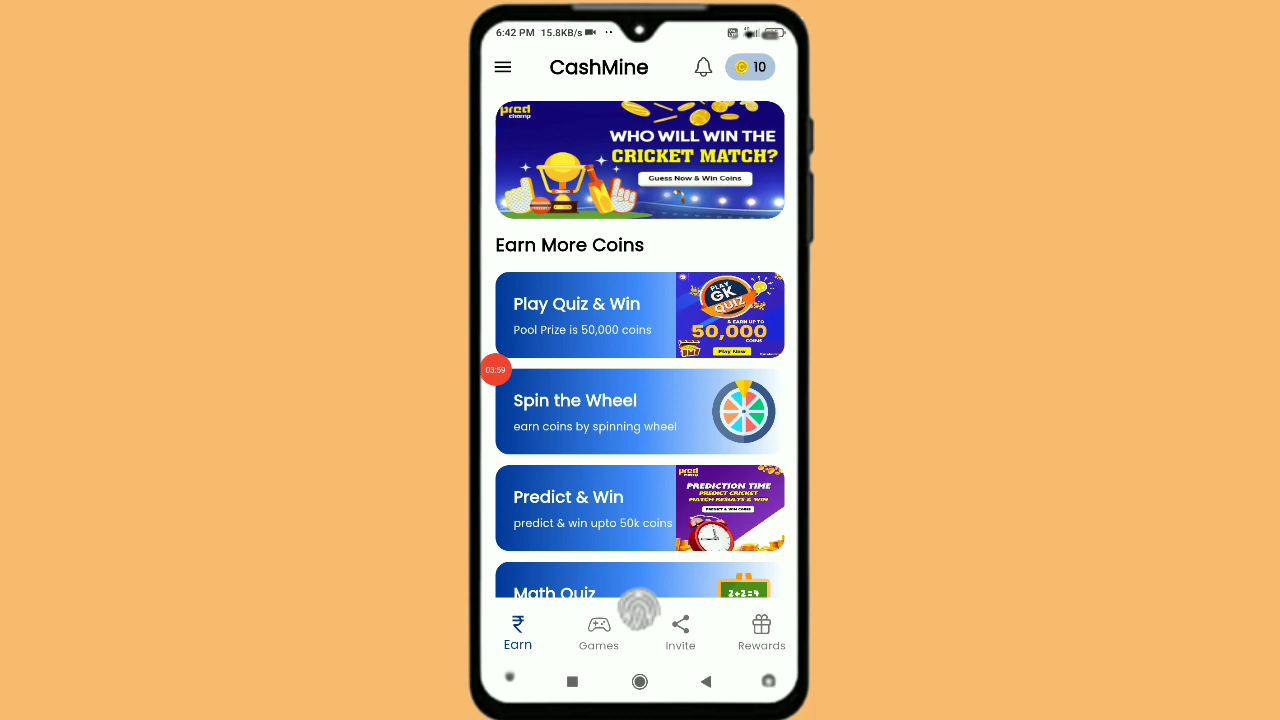 6:42 PM 15.8KB/s
CashMine
10
pred
champ
WHO WILL WIN THE
CRICKET MATCH?
Guess Now & Win Coins
Earn More Coins
Play Quiz & Win
Pool Prize is 50,000 coins
PLAY
GK
QUIZ
& EARN UP TO
50,000
COINS
Play Now
03:59
Spin the Wheel
earn coins by spinning wheel
Predict & Win
predict & win upto 50k coins
pred
champ
PREDICTION TIME
PREDICT CRICKET
MATCH RESULTS & WIN
PREDICT & WIN COINS
Math Quiz
2+2=4
Earn
Games
Invite
Rewards